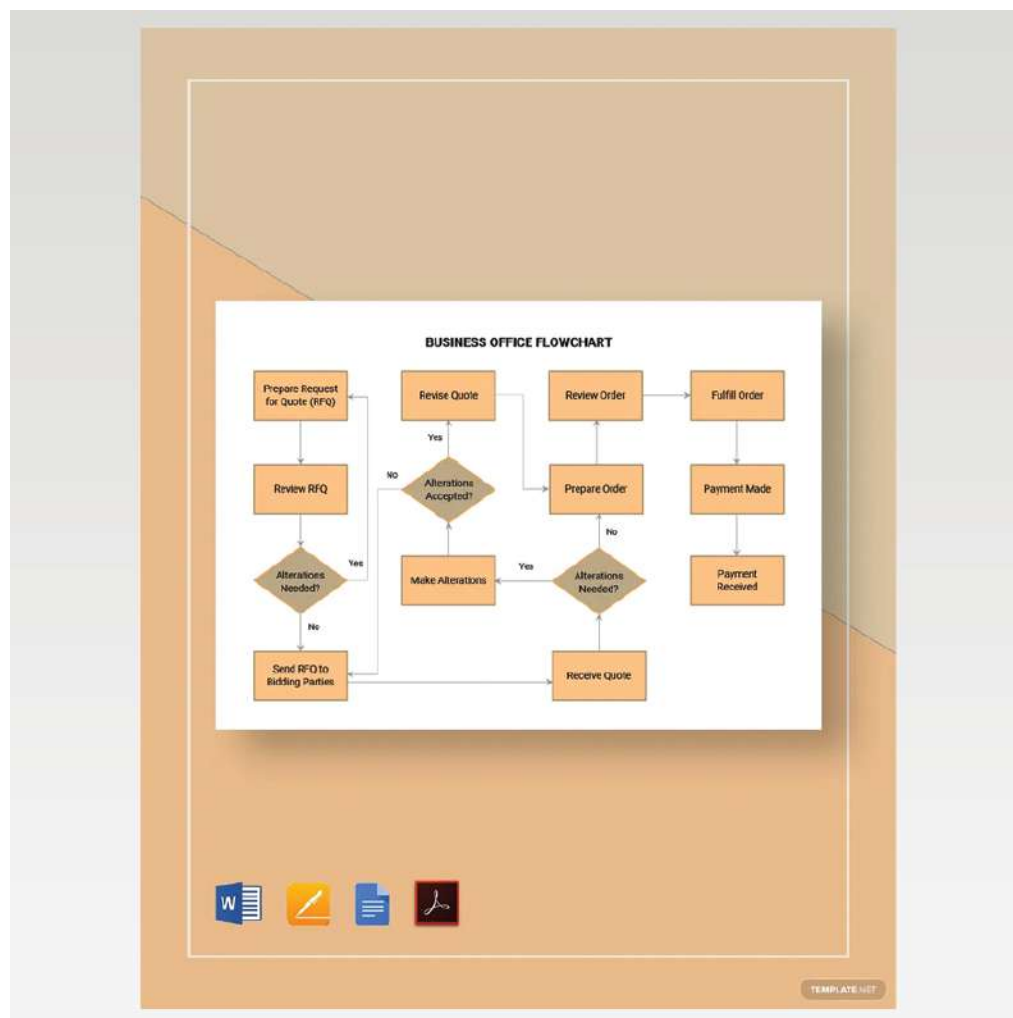 BUSINESS OFFICE FLOWCHART
Prepare Request
for Quote (RFQ)
Revise Quote
Review Order
Fulfill Order
Yes
No
Alterations
Accepted?
Review RFQ
Prepare Order
Payment Made
No
Yes
Alterations
Needed?
Yes
Make Alterations
Alterations
Needed?
Payment
Received
No
Send RFQ to
Bidding Parties
Receive Quote
W
TEMPLATE.NET